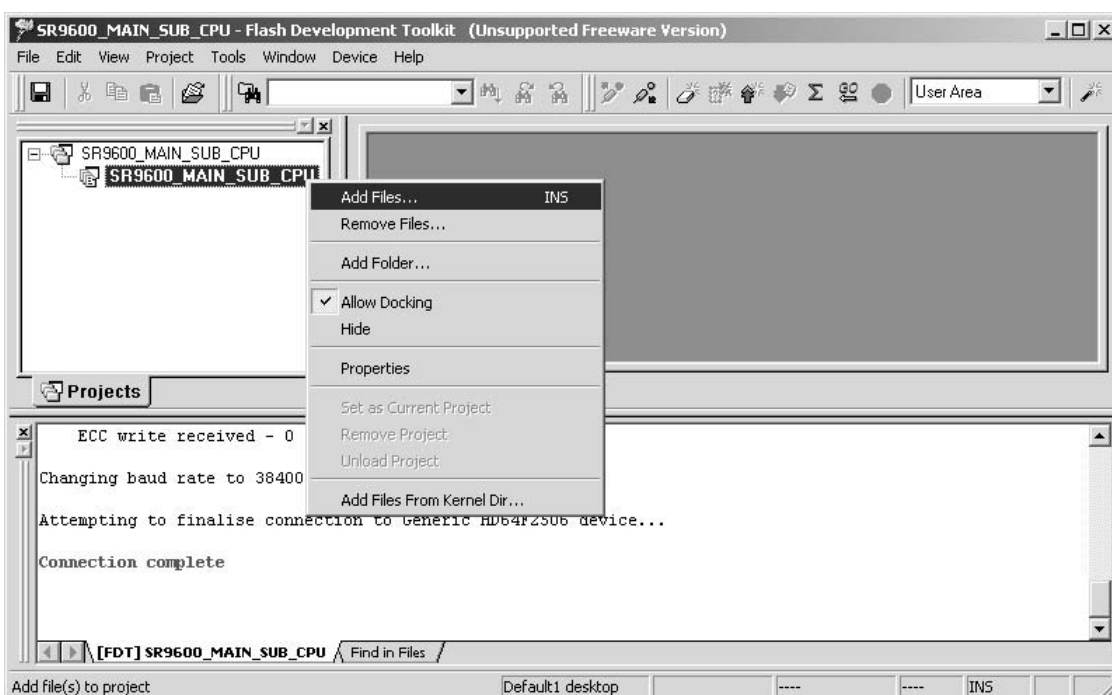 SR9600_MAIN_SUB_CPU - Flash Development Toolkit (Unsupported Freeware Version)
File Edit View Project Tools Window Device Help
User Area
SR9600_MAIN_SUB_CPU
SR9600_MAIN_SUB_CPU
Add Files... INS
Remove Files...
Add Folder...
Allow Docking
Hide
Properties
Set as Current Project
Remove Project
Unload Project
Add Files From Kernel Dir...
Projects
ECC write received - 0
Changing baud rate to 38400
Attempting to finalise connection to Generic HD64F2506 device...
Connection complete
[FDT] SR9600_MAIN_SUB_CPU Find in Files
Add file(s) to project Default1 desktop ---- ---- INS